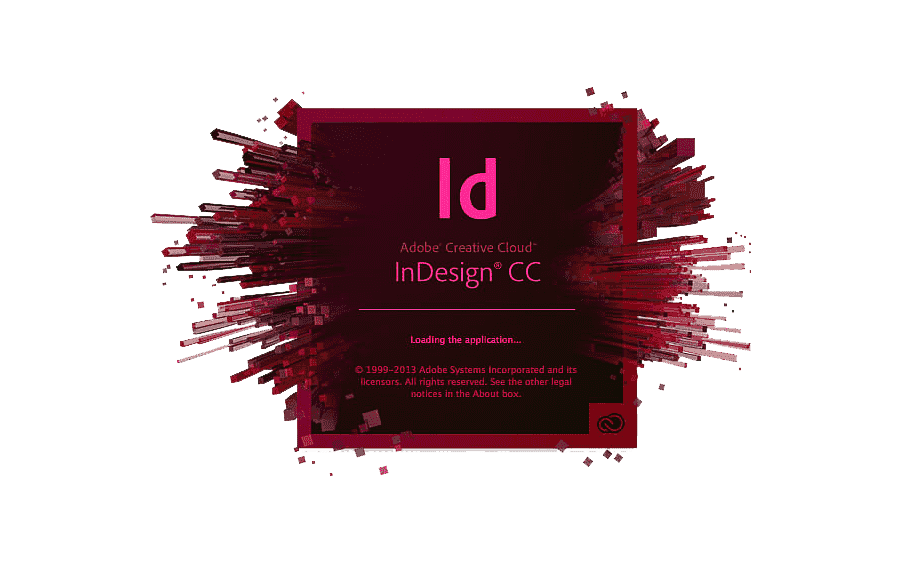 Id
Adobe® Creative Cloud™
InDesign® CC
Loading the application...
© 1999-2013 Adobe Systems Incorporated and its
licensors. All rights reserved. See the other legal
notices in the About box.